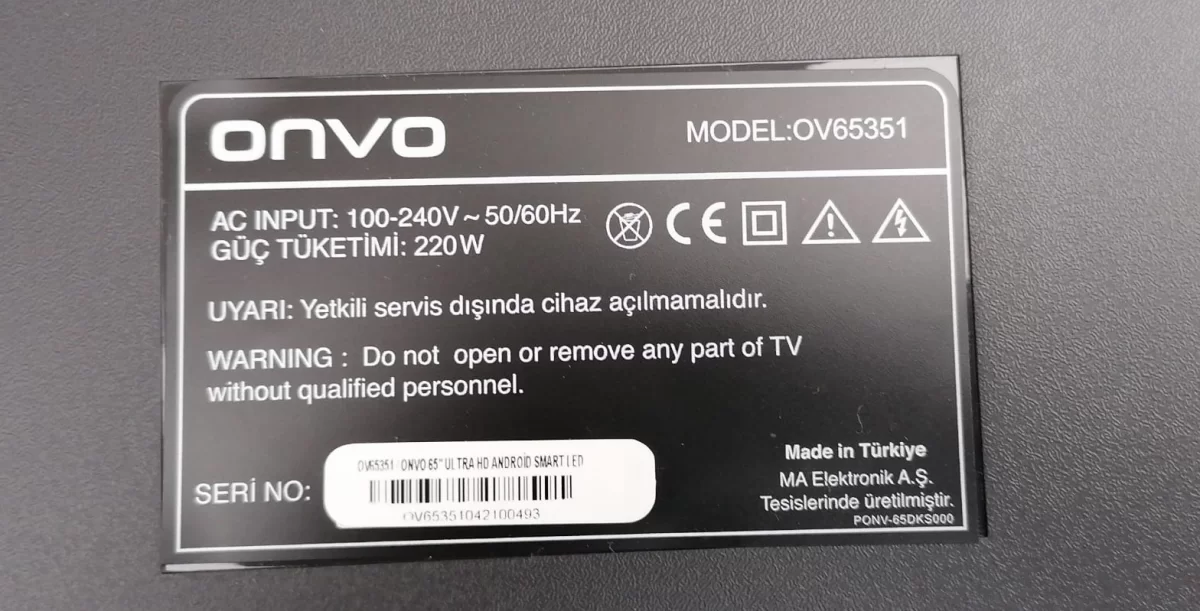 ONVO
MODEL:OV65351
AC INPUT: 100-240V ~ 50/60Hz
GÜÇ TÜKETİMİ: 220W
UYARI: Yetkili servis dışında cihaz açılmamalıdır.
WARNING : Do not open or remove any part of TV
without qualified personnel.
SERİ NO:
OV65351 ONVO 65" ULTRA HD ANDROİD SMART LED
OV65351042100493
Made in Türkiye
MA Elektronik A.Ş.
Tesislerinde üretilmiştir.
PONV-65DKS000